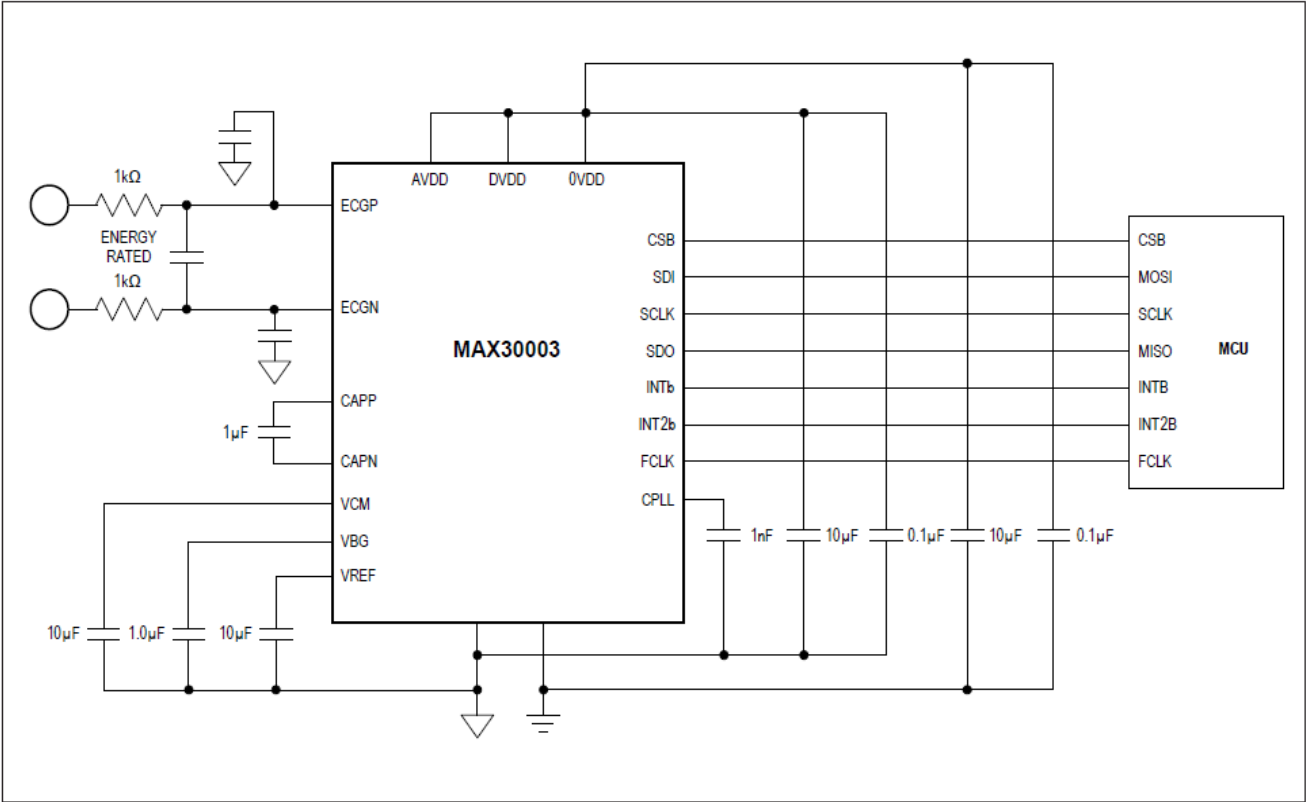 1kΩ
ENERGY
RATED
1kΩ
AVDD DVDD 0VDD
ECGP
ECGN
CAPP
1µF
CAPN
VCM
VBG
VREF
MAX30003
CSB
SDI
SCLK
SDO
INTb
INT2b
FCLK
CPLL
CSB
MOSI
SCLK
MISO
INTB
INT2B
FCLK
MCU
1nF 10µF 0.1µF 10µF 0.1µF
10µF 1.0µF 10µF